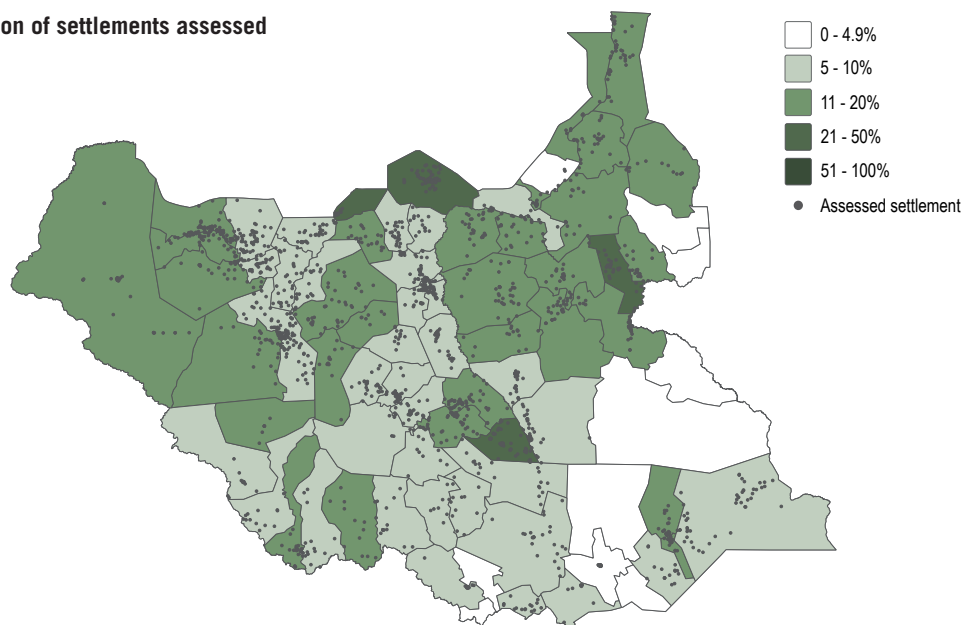 on of settlements assessed
0 - 4.9%
5 - 10%
11 - 20%
21 - 50%
51 - 100%
Assessed settlement